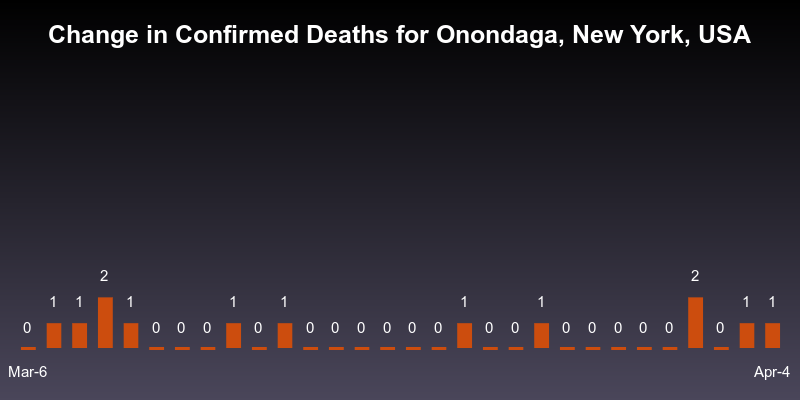 Change in Confirmed Deaths for Onondaga, New York, USA
0 1 1 2 1 0 0 0 1 0 1 0 0 0 0 0 0 1 0 0 1 0 0 0 0 0 2 0 1 1
Mar-6 Apr-4